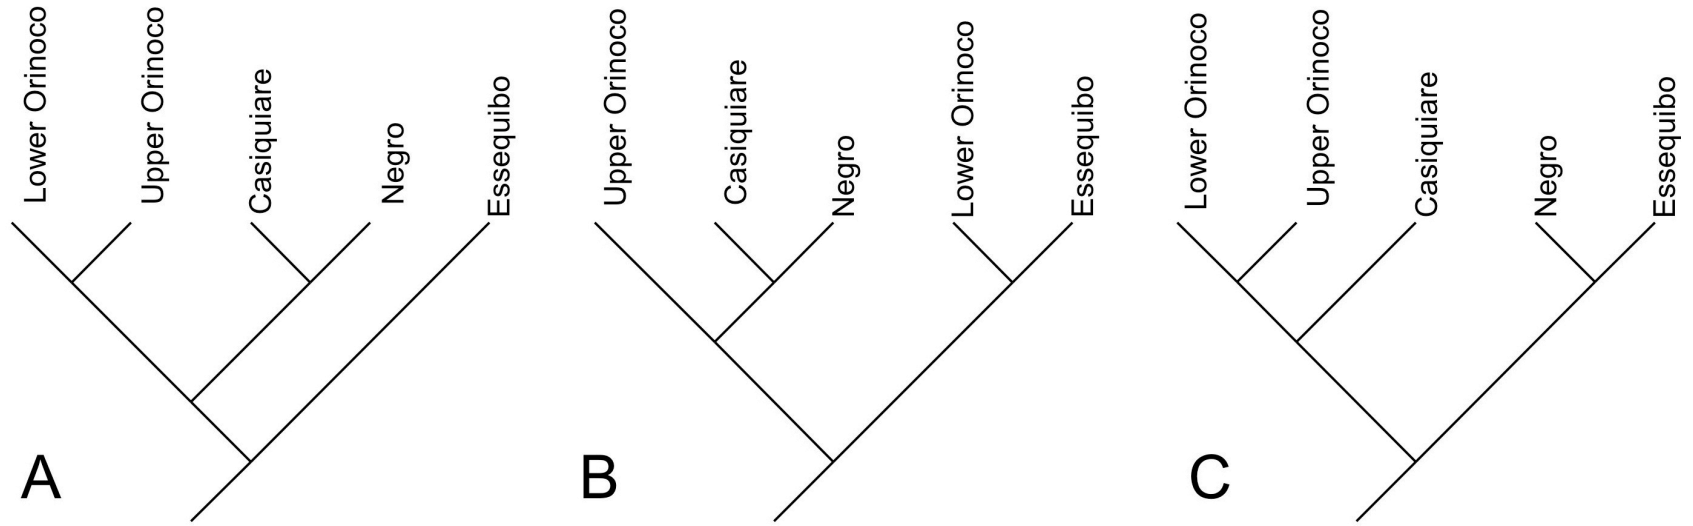 Lower Orinoco
Upper Orinoco
Casiquiare
Negro
Essequibo
A
Upper Orinoco
Casiquiare
Negro
Lower Orinoco
Essequibo
B
Lower Orinoco
Upper Orinoco
Casiquiare
Negro
Essequibo
C